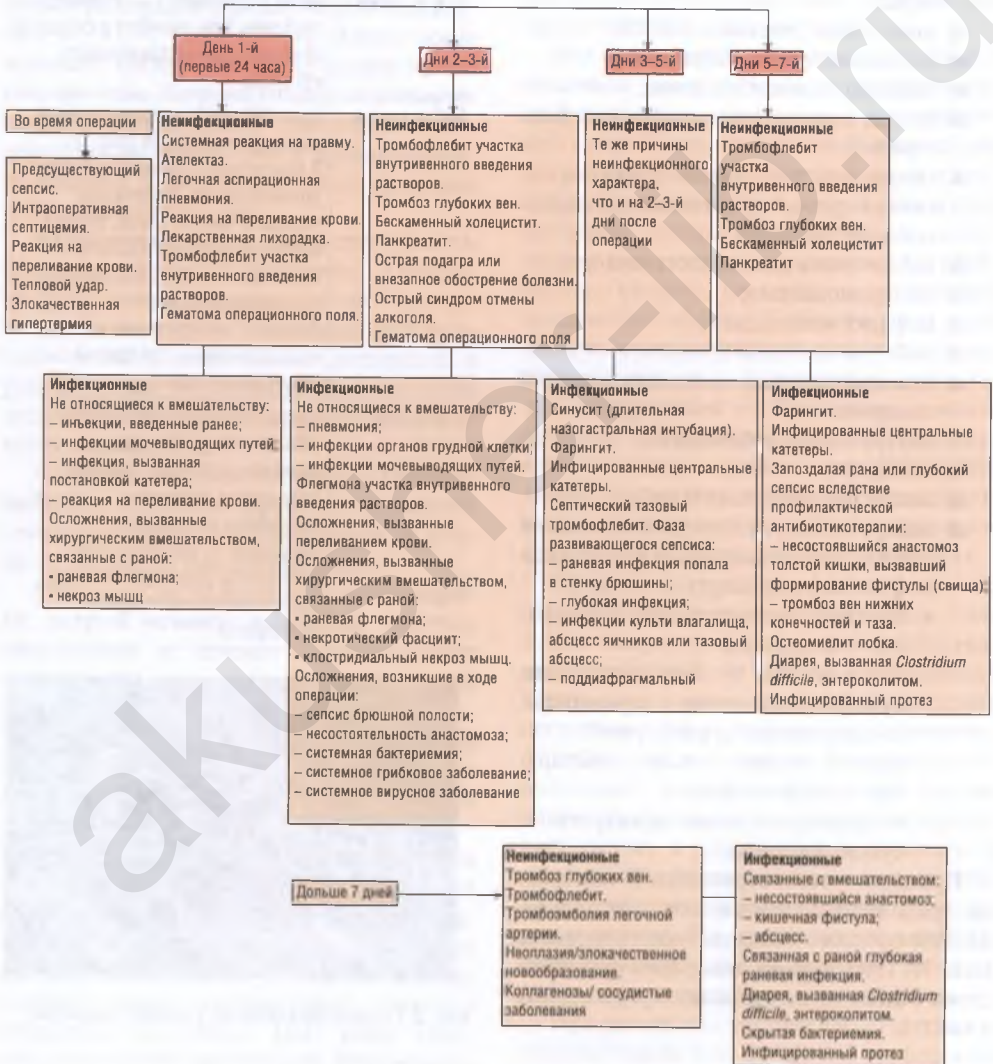 День 1-й
(первые 24 часа)
Дни 2–3-й
Дни 3–5-й
Дни 5–7-й
Во время операции
Предсуществующий
сепсис.
Интраоперативная
септицемия.
Реакция на
переливание крови.
Тепловой удар.
Злокачественная
гипертермия
Неинфекционные
Системная реакция на травму.
Ателектаз.
Легочная аспирационная
пневмония.
Реакция на переливание крови.
Лекарственная лихорадка.
Тромбофлебит участка
внутривенного введения
растворов.
Гематома операционного поля.
Неинфекционные
Тромбофлебит участка
внутривенного введения
растворов.
Тромбоз глубоких вен.
Бескаменный холецистит.
Панкреатит.
Острая подагра или
внезапное обострение болезни.
Острый синдром отмены
алкоголя.
Гематома операционного поля
Неинфекционные
Те же причины
неинфекционного
характера,
что и на 2–3-й
дни после
операции
Неинфекционные
Тромбофлебит
участка
внутривенного введения
растворов.
Тромбоз глубоких вен.
Бескаменный холецистит
Панкреатит
Инфекционные
Не относящиеся к вмешательству:
– инъекции, введенные ранее;
– инфекции мочевыводящих путей
– инфекция, вызванная
постановкой катетера;
– реакция на переливание крови.
Осложнения, вызванные
хирургическим вмешательством,
связанные с раной:
• раневая флегмона;
• некроз мышц
Инфекционные
Не относящиеся к вмешательству:
– пневмония;
– инфекции органов грудной клетки;
– инфекции мочевыводящих путей.
Флегмона участка внутривенного
введения растворов.
Осложнения, вызванные
переливанием крови.
Осложнения, вызванные
хирургическим вмешательством,
связанные с раной:
• раневая флегмона;
• некротический фасциит;
• клостридиальный некроз мышц.
Осложнения, возникшие в ходе
операции:
– сепсис брюшной полости;
– несостоятельность анастомоза;
– системная бактериемия;
– системное грибковое заболевание;
– системное вирусное заболевание
Инфекционные
Синусит (длительная
назогастральная интубация).
Фарингит.
Инфицированные центральные
катетеры.
Септический тазовый
тромбофлебит. Фаза
развивающегося сепсиса:
– раневая инфекция попала
в стенку брюшины;
– глубокая инфекция;
– инфекции культи влагалища,
абсцесс яичников или тазовый
абсцесс;
– поддиафрагмальный
Инфекционные
Фарингит.
Инфицированные центральные
катетеры.
Запоздалая рана или глубокий
сепсис вследствие
профилактической
антибиотикотерапии:
– несостоявшийся анастомоз
толстой кишки, вызвавший
формирование фистулы (свища);
– тромбоз вен нижних
конечностей и таза.
Остеомиелит лобка.
Диарея, вызванная Clostridium
difficile, энтероколитом.
Инфицированный протез
Дольше 7 дней
Неинфекционные
Тромбоз глубоких вен.
Тромбофлебит.
Тромбоэмболия легочной
артерии.
Неоплазия/злокачественное
новообразование.
Коллагенозы/ сосудистые
заболевания
Инфекционные
Связанные с вмешательством:
– несостоявшийся анастомоз;
– кишечная фистула;
– абсцесс.
Связанная с раной глубокая
раневая инфекция.
Диарея, вызванная Clostridium
difficile, энтероколитом.
Скрытая бактериемия.
Инфицированный протез
akusher-lib.ru